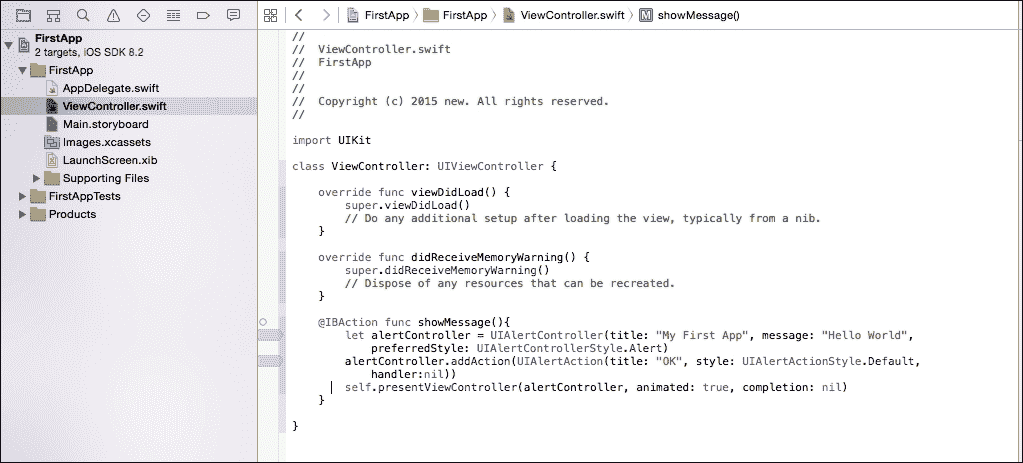 FirstApp
2 targets, iOS SDK 8.2
FirstApp
AppDelegate.swift
ViewController.swift
Main.storyboard
Images.xcassets
LaunchScreen.xib
Supporting Files
FirstAppTests
Products
FirstApp FirstApp ViewController.swift M showMessage()
//
//  ViewController.swift
//  FirstApp
//
//
//  Copyright (c) 2015 new. All rights reserved.
//
import UIKit
class ViewController: UIViewController {
override func viewDidLoad() {
super.viewDidLoad()
// Do any additional setup after loading the view, typically from a nib.
}
override func didReceiveMemoryWarning() {
super.didReceiveMemoryWarning()
// Dispose of any resources that can be recreated.
}
@IBAction func showMessage(){
let alertController = UIAlertController(title: "My First App", message: "Hello World",
preferredStyle: UIAlertControllerStyle.Alert)
alertController.addAction(UIAlertAction(title: "OK", style: UIAlertActionStyle.Default,
handler:nil))
self.presentViewController(alertController, animated: true, completion: nil)
}
}